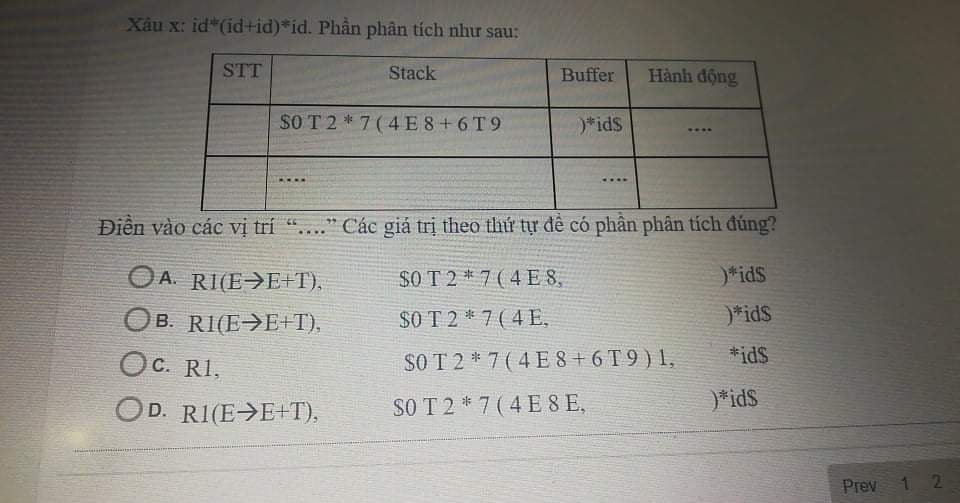 Xâu x: id*(id+id)*id. Phần phân tích như sau:
STT Stack Buffer Hành động
$0 T 2 * 7 ( 4 E 8 + 6 T 9 )*id$ ....
.... ....
Điền vào các vị trí “....” Các giá trị theo thứ tự để có phần phân tích đúng?
A. R1(E→E+T), $0 T 2 * 7 ( 4 E 8, )*id$
B. R1(E→E+T), $0 T 2 * 7 ( 4 E, )*id$
C. R1, $0 T 2 * 7 ( 4 E 8 + 6 T 9 ) 1, *id$
D. R1(E→E+T), $0 T 2 * 7 ( 4 E 8 E, )*id$
Prev 1 2